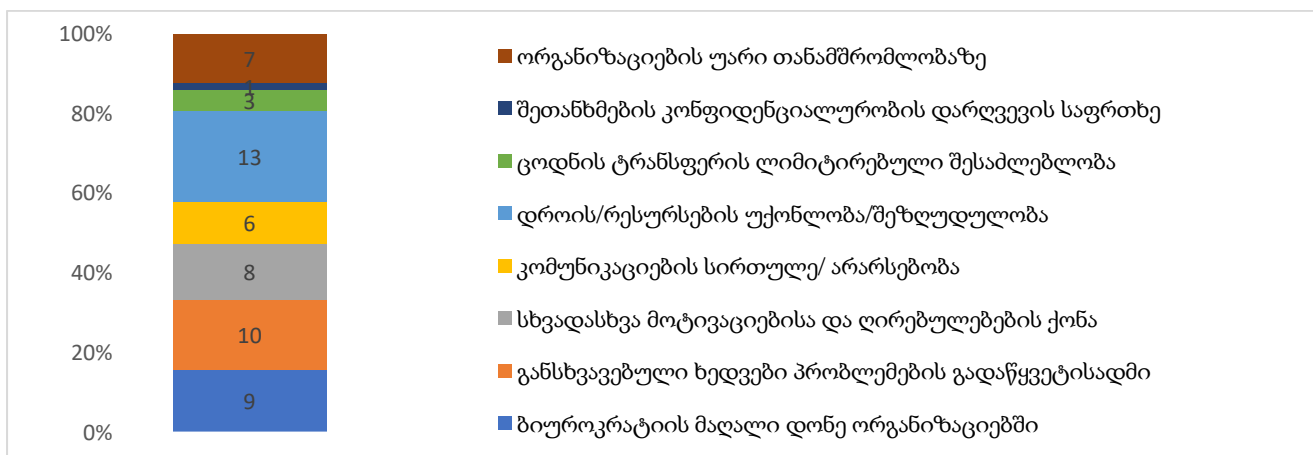 100%
80%
60%
40%
20%
0%
7
1
3
13
6
8
10
9
ორგანიზაციების უარი თანამშრომლობაზე
შეთანხმების კონფიდენციალურობის დარღვევის საფრთხე
ცოდნის ტრანსფერის ლიმიტირებული შესაძლებლობა
დროის/რესურსების უქონლობა/შეზღუდულობა
კომუნიკაციების სირთულე/ არარსებობა
სხვადასხვა მოტივაციებისა და ღირებულებების ქონა
განსხვავებული ხედვები პრობლემების გადაწყვეტისადმი
ბიუროკრატიის მაღალი დონე ორგანიზაციებში